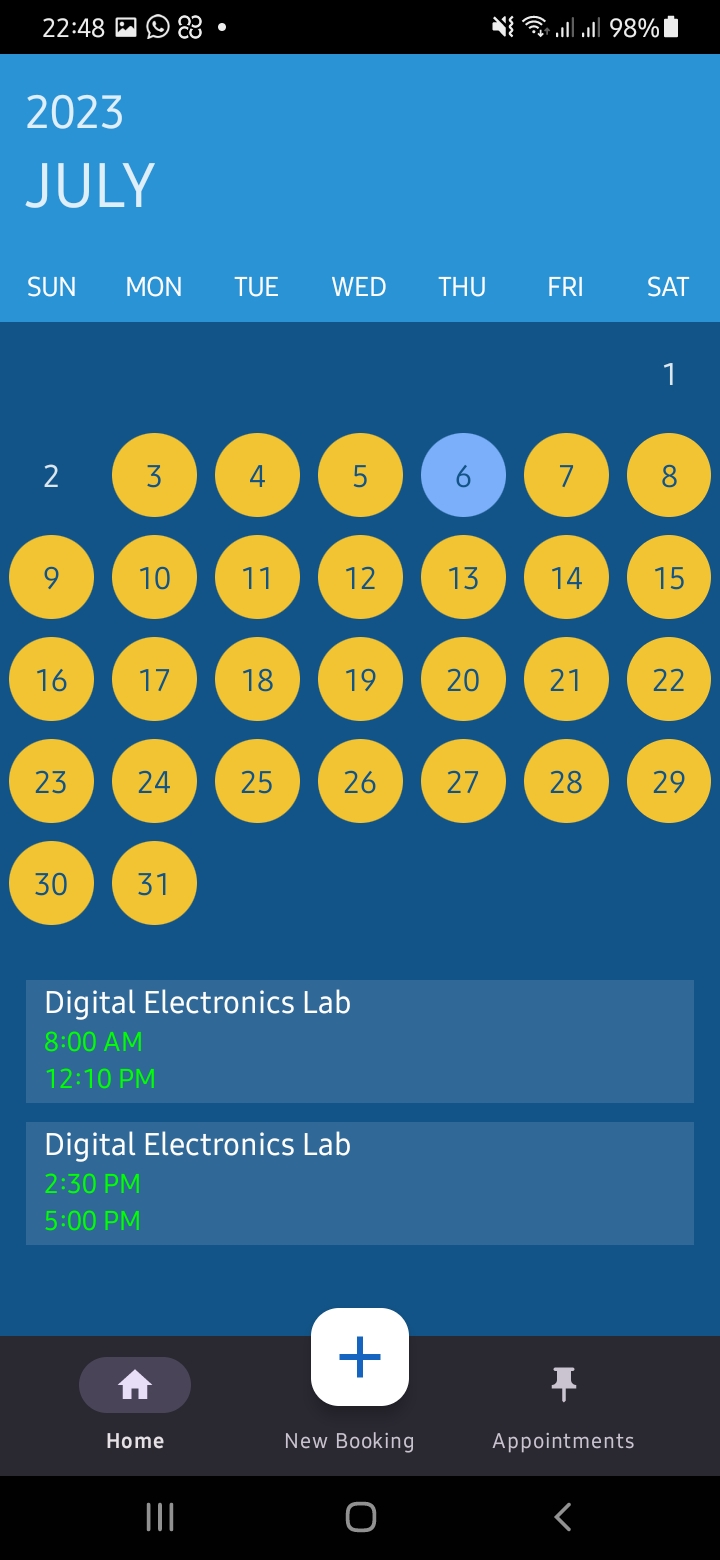 22:48 98%
2023
JULY
SUN MON TUE WED THU FRI SAT
1
2 3 4 5 6 7 8
9 10 11 12 13 14 15
16 17 18 19 20 21 22
23 24 25 26 27 28 29
30 31
Digital Electronics Lab
8:00 AM
12:10 PM
Digital Electronics Lab
2:30 PM
5:00 PM
Home New Booking Appointments